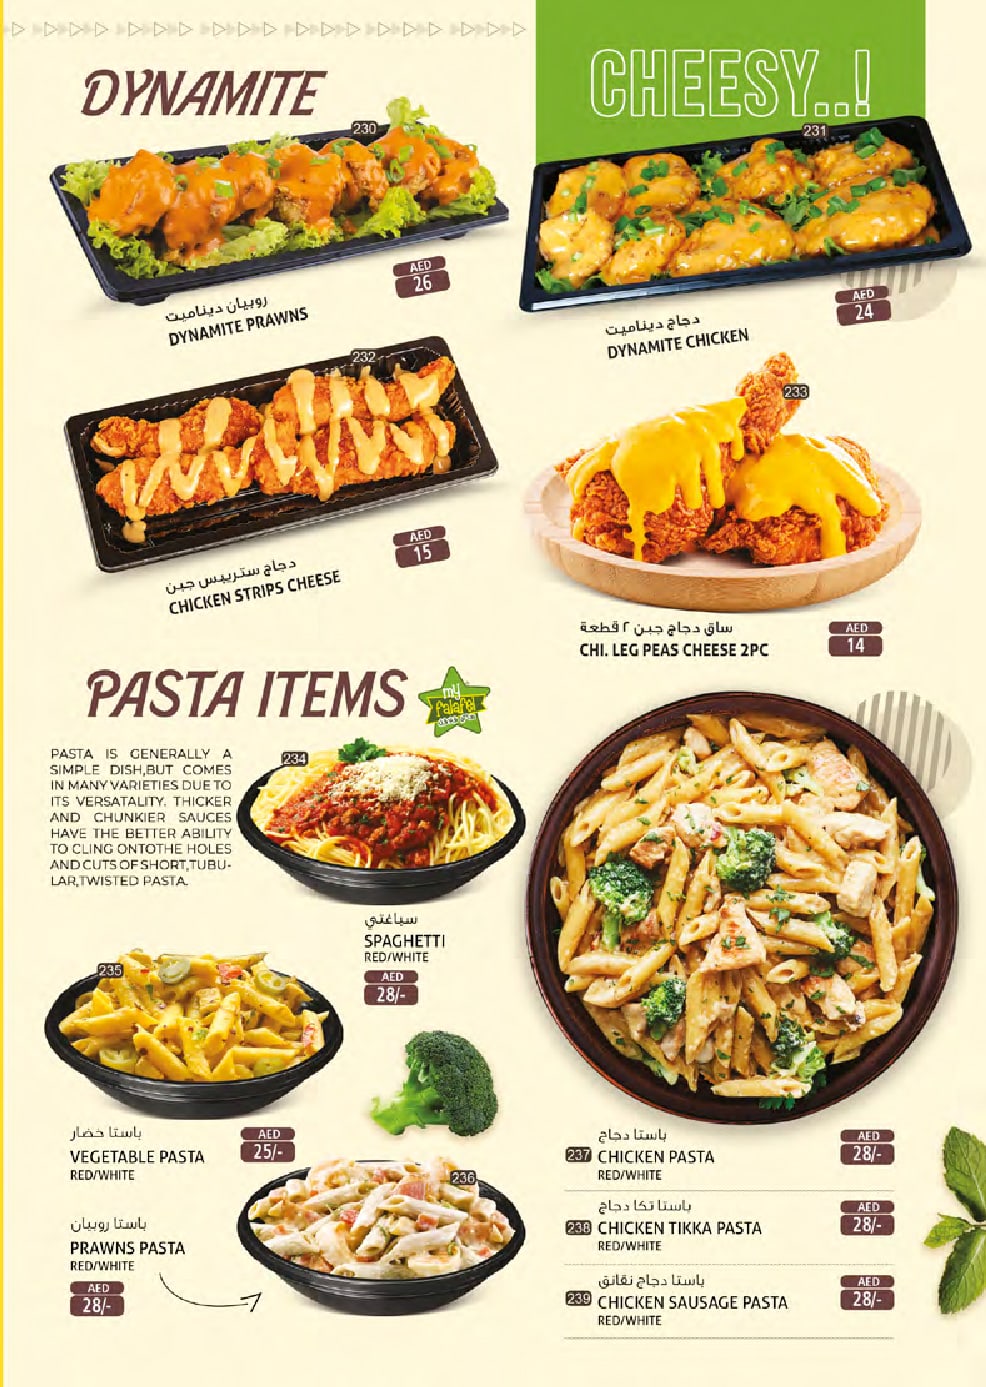 DYNAMITE
CHEESY..!
230
231
AED
26
روبيان ديناميت
DYNAMITE PRAWNS
AED
24
دجاج ديناميت
DYNAMITE CHICKEN
232
233
AED
15
دجاج ستريبس جبن
CHICKEN STRIPS CHEESE
ساق دجاج جبن ٢ قطعة
CHI. LEG PEAS CHEESE 2PC
AED
14
PASTA ITEMS
my
falafel
PASTA IS GENERALLY A
SIMPLE DISH,BUT COMES
IN MANY VARIETIES DUE TO
ITS VERSATALITY. THICKER
AND CHUNKIER SAUCES
HAVE THE BETTER ABILITY
TO CLING ONTOTHE HOLES
AND CUTS OF SHORT,TUBU-
LAR,TWISTED PASTA.
234
سباغتي
SPAGHETTI
RED/WHITE
AED
28/-
235
باستا خضار
VEGETABLE PASTA
RED/WHITE
AED
25/-
236
باستا روبيان
PRAWNS PASTA
RED/WHITE
AED
28/-
باستا دجاج
237 CHICKEN PASTA
RED/WHITE
AED
28/-
باستا تكا دجاج
238 CHICKEN TIKKA PASTA
RED/WHITE
AED
28/-
باستا دجاج نقانق
239 CHICKEN SAUSAGE PASTA
RED/WHITE
AED
28/-